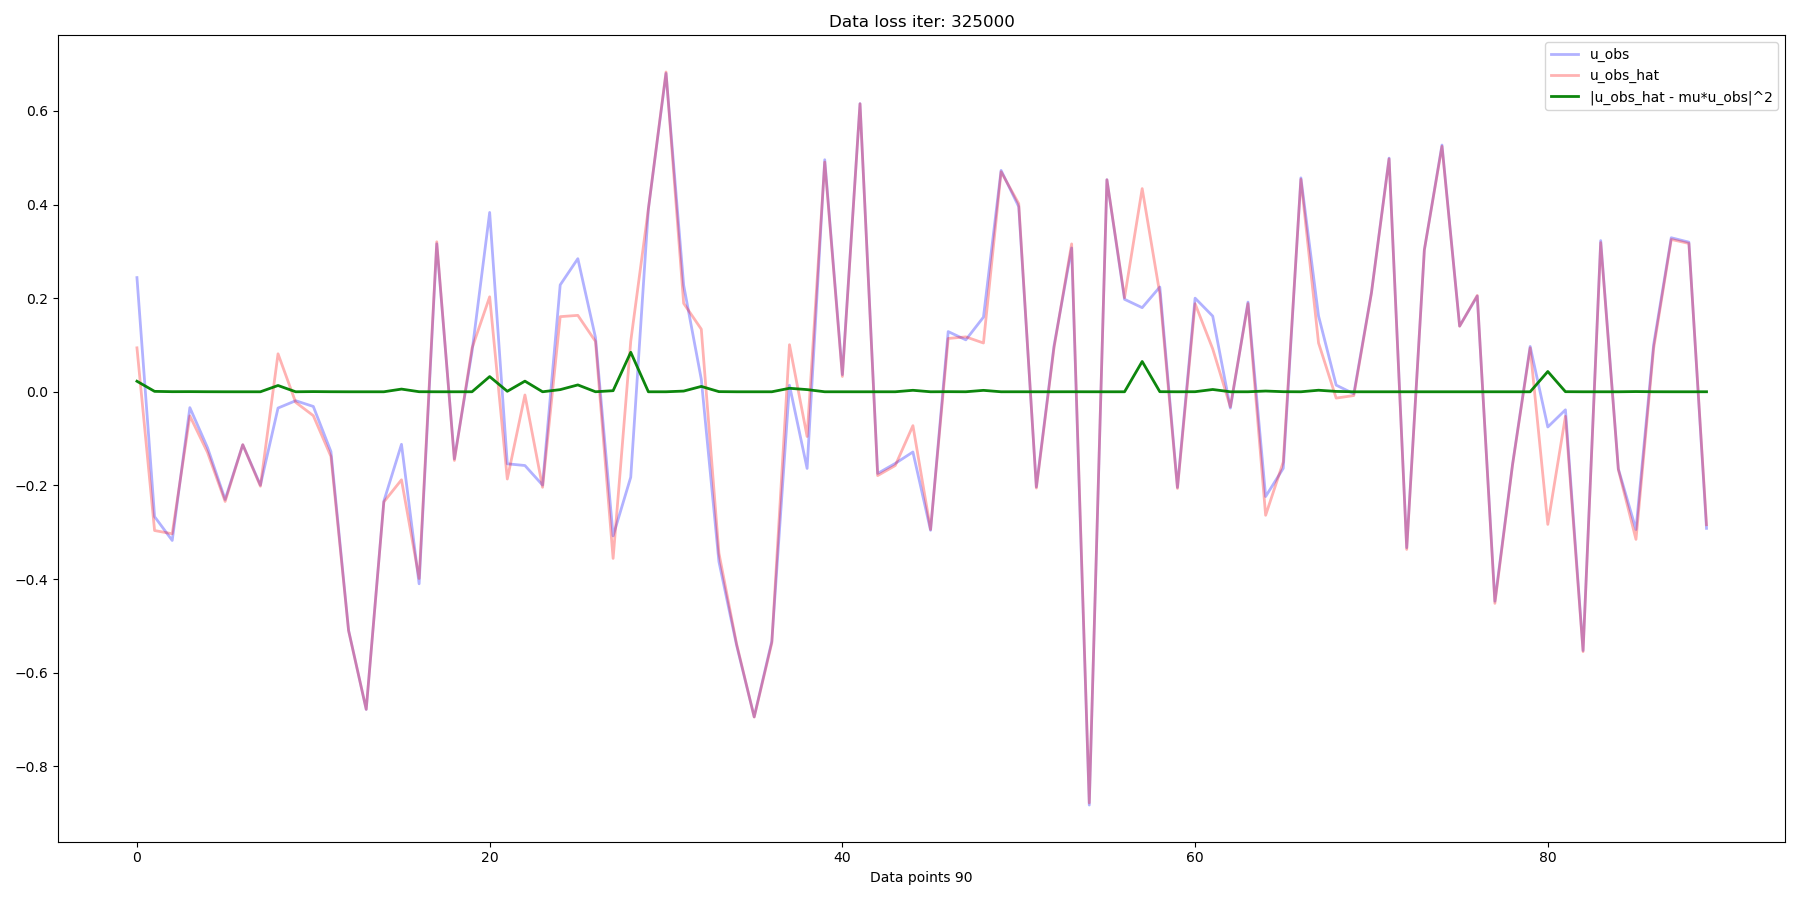 Data loss iter: 325000
u_obs
u_obs_hat
|u_obs_hat - mu*u_obs|^2
0.6
0.4
0.2
0.0
−0.2
−0.4
−0.6
−0.8
0 20 40 60 80
Data points 90